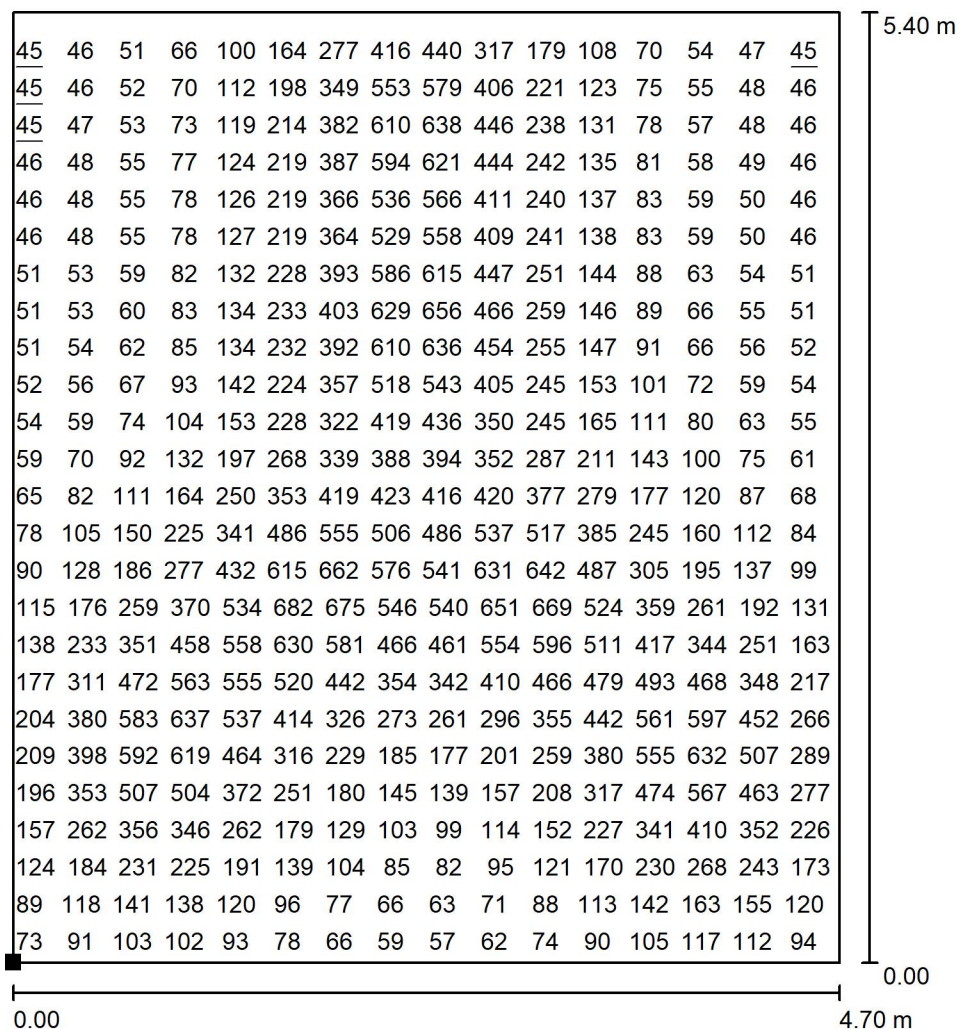 5.40 m
45 46 51 66 100 164 277 416 440 317 179 108 70 54 47 45
45 46 52 70 112 198 349 553 579 406 221 123 75 55 48 46
45 47 53 73 119 214 382 610 638 446 238 131 78 57 48 46
46 48 55 77 124 219 387 594 621 444 242 135 81 58 49 46
46 48 55 78 126 219 366 536 566 411 240 137 83 59 50 46
46 48 55 78 127 219 364 529 558 409 241 138 83 59 50 46
51 53 59 82 132 228 393 586 615 447 251 144 88 63 54 51
51 53 60 83 134 233 403 629 656 466 259 146 89 66 55 51
51 54 62 85 134 232 392 610 636 454 255 147 91 66 56 52
52 56 67 93 142 224 357 518 543 405 245 153 101 72 59 54
54 59 74 104 153 228 322 419 436 350 245 165 111 80 63 55
59 70 92 132 197 268 339 388 394 352 287 211 143 100 75 61
65 82 111 164 250 353 419 423 416 420 377 279 177 120 87 68
78 105 150 225 341 486 555 506 486 537 517 385 245 160 112 84
90 128 186 277 432 615 662 576 541 631 642 487 305 195 137 99
115 176 259 370 534 682 675 546 540 651 669 524 359 261 192 131
138 233 351 458 558 630 581 466 461 554 596 511 417 344 251 163
177 311 472 563 555 520 442 354 342 410 466 479 493 468 348 217
204 380 583 637 537 414 326 273 261 296 355 442 561 597 452 266
209 398 592 619 464 316 229 185 177 201 259 380 555 632 507 289
196 353 507 504 372 251 180 145 139 157 208 317 474 567 463 277
157 262 356 346 262 179 129 103 99 114 152 227 341 410 352 226
124 184 231 225 191 139 104 85 82 95 121 170 230 268 243 173
89 118 141 138 120 96 77 66 63 71 88 113 142 163 155 120
73 91 103 102 93 78 66 59 57 62 74 90 105 117 112 94
0.00
0.00 4.70 m